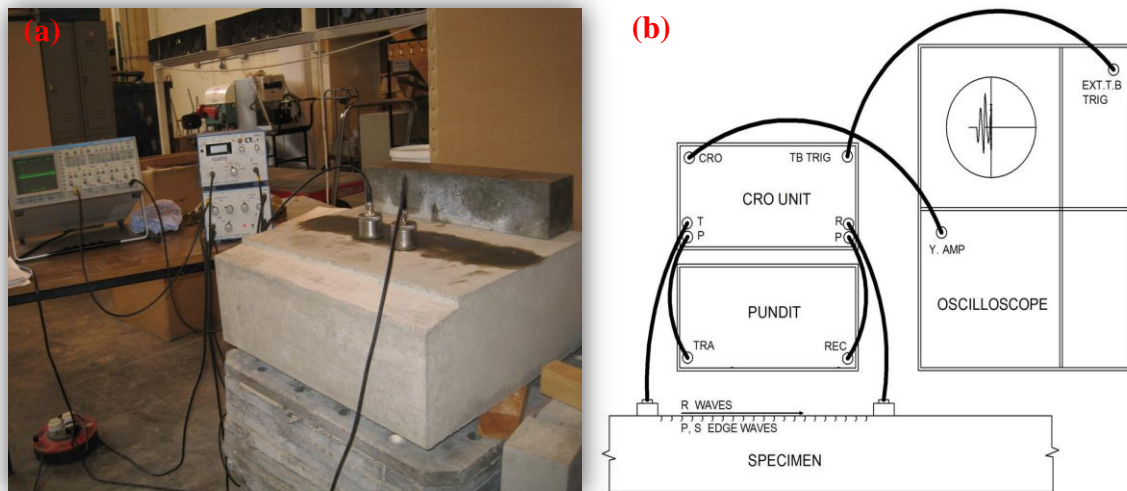 (a)
(b)
EXT.T.B
TRIG
CRO
TB TRIG
CRO UNIT
T
P
R
P
Y. AMP
OSCILLOSCOPE
PUNDIT
TRA
REC
R WAVES
P, S EDGE WAVES
SPECIMEN